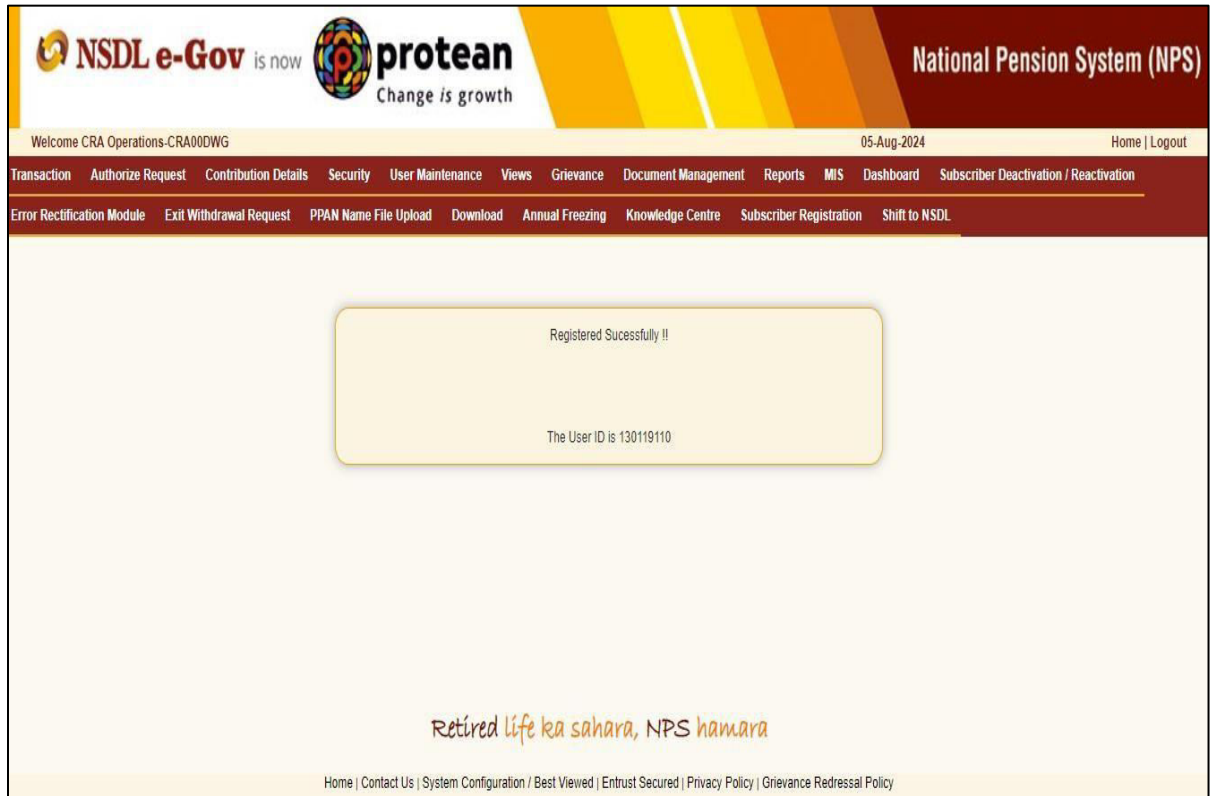 NSDL e-Gov is now protean
Change is growth
National Pension System (NPS)
Welcome CRA Operations-CRA00DWG 05-Aug-2024 Home | Logout
Transaction Authorize Request Contribution Details Security User Maintenance Views Grievance Document Management Reports MIS Dashboard Subscriber Deactivation / Reactivation
Error Rectification Module Exit Withdrawal Request PPAN Name File Upload Download Annual Freezing Knowledge Centre Subscriber Registration Shift to NSDL
Registered Sucessfully !!
The User ID is 130119110
Retired life ka sahara, NPS hamara
Home | Contact Us | System Configuration / Best Viewed | Entrust Secured | Privacy Policy | Grievance Redressal Policy